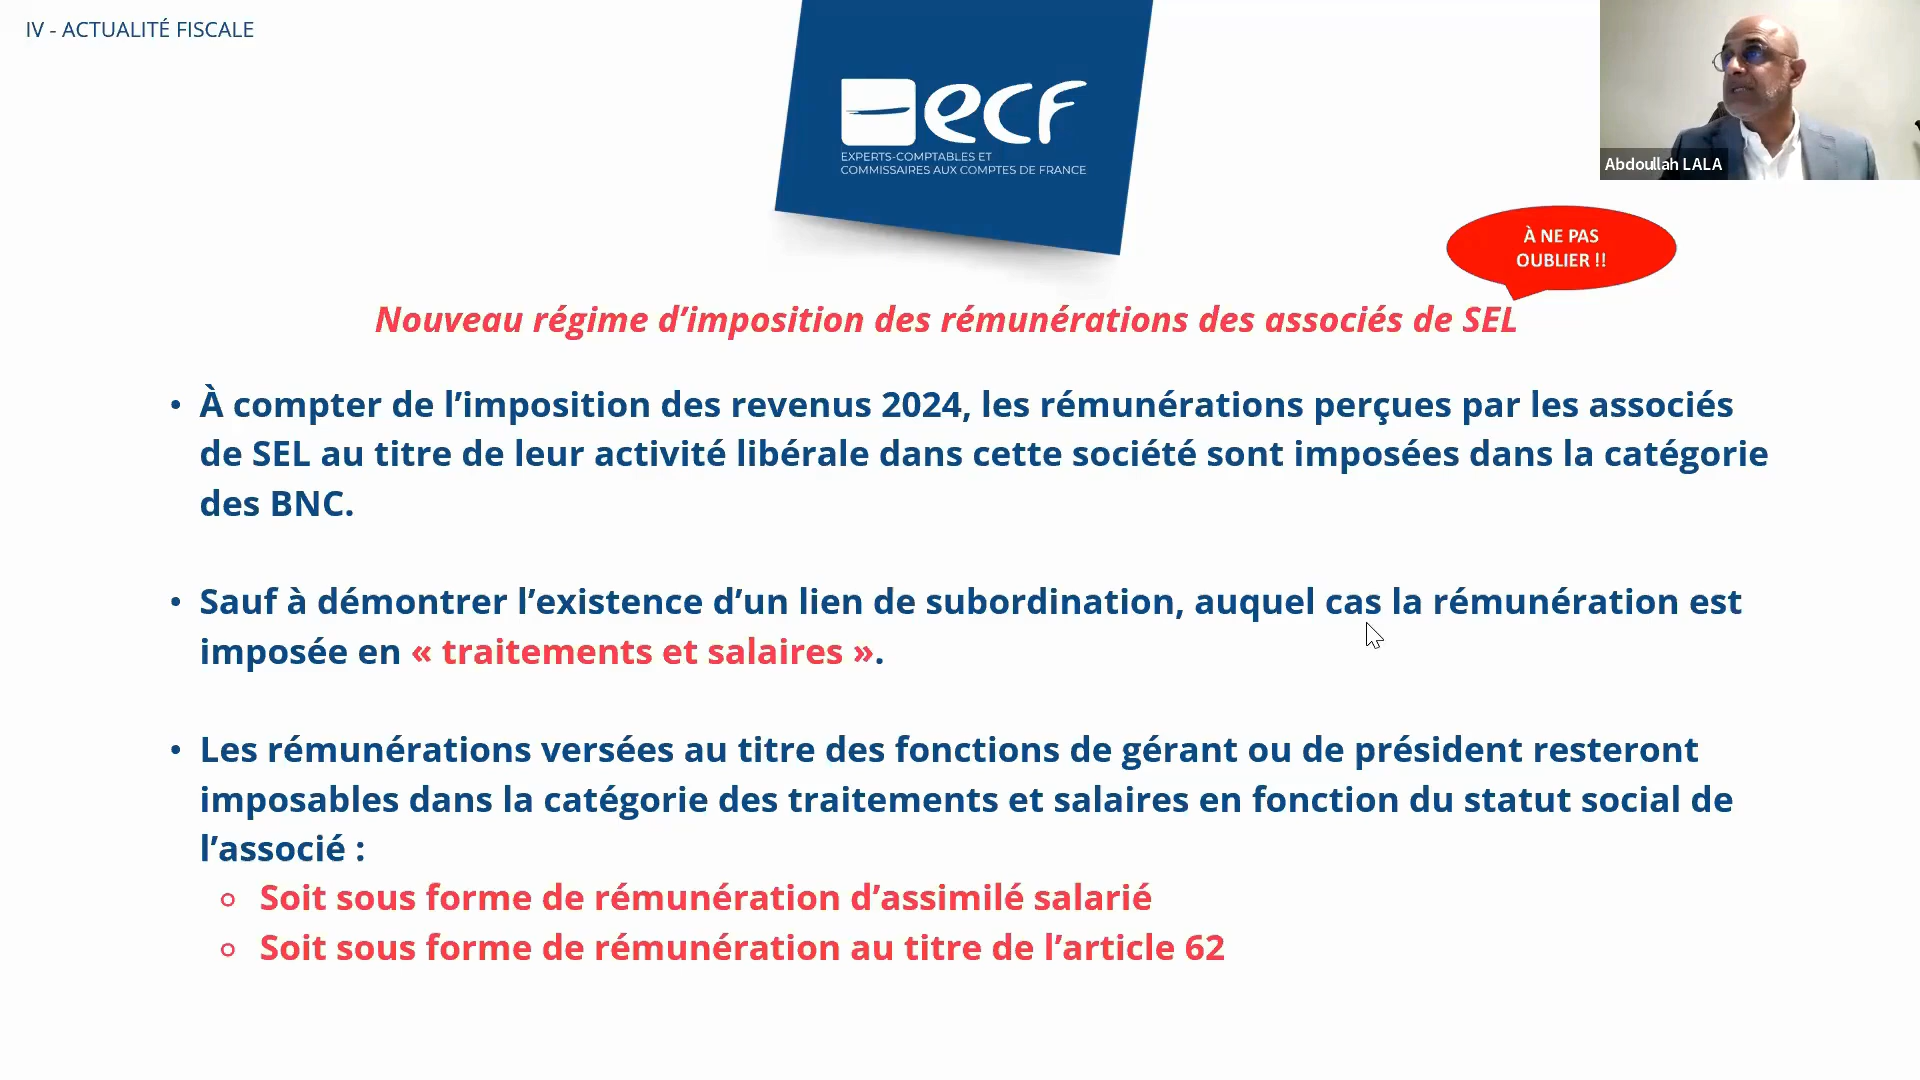 IV - ACTUALITÉ FISCALE
ecf
EXPERTS-COMPTABLES ET
COMMISSAIRES AUX COMPTES DE FRANCE
Abdoullah LALA
À NE PAS
OUBLIER !!
Nouveau régime d’imposition des rémunérations des associés de SEL
• À compter de l’imposition des revenus 2024, les rémunérations perçues par les associés
de SEL au titre de leur activité libérale dans cette société sont imposées dans la catégorie
des BNC.
• Sauf à démontrer l’existence d’un lien de subordination, auquel cas la rémunération est
imposée en « traitements et salaires ».
• Les rémunérations versées au titre des fonctions de gérant ou de président resteront
imposables dans la catégorie des traitements et salaires en fonction du statut social de
l’associé :
○ Soit sous forme de rémunération d’assimilé salarié
○ Soit sous forme de rémunération au titre de l’article 62